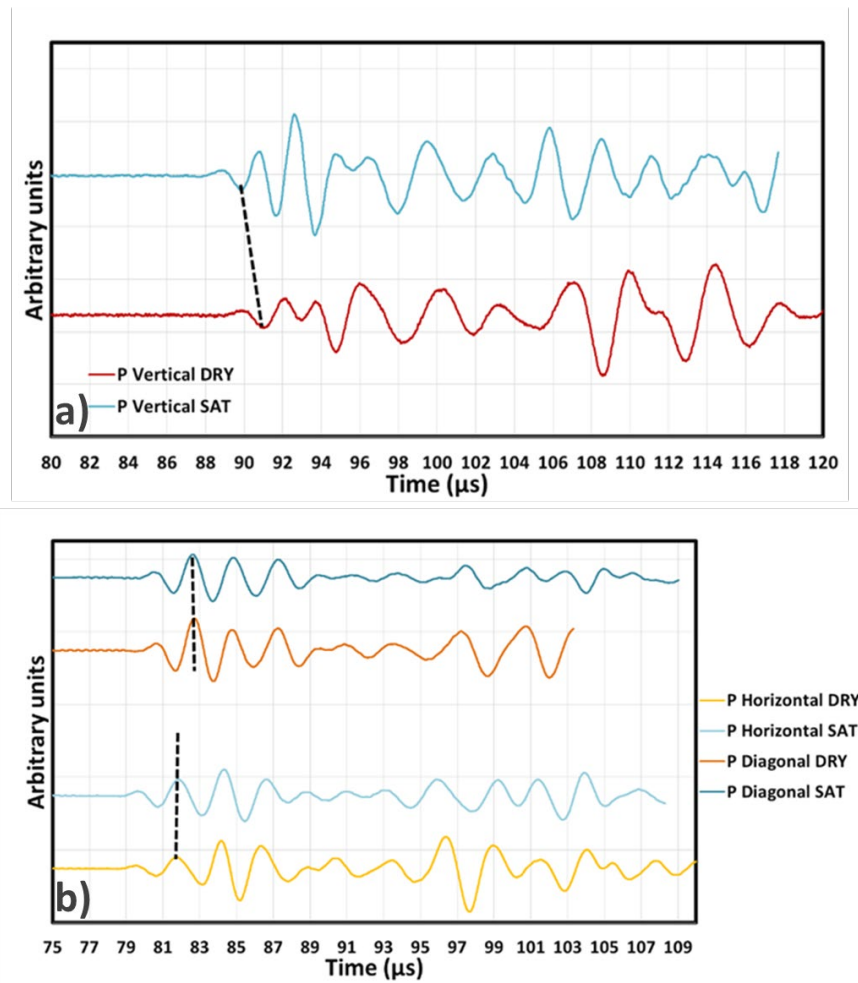 Arbitrary units
P Vertical DRY
P Vertical SAT
a)
80 82 84 86 88 90 92 94 96 98 100 102 104 106 108 110 112 114 116 118 120
Time (μs)
Arbitrary units
P Horizontal DRY
P Horizontal SAT
P Diagonal DRY
P Diagonal SAT
b)
75 77 79 81 83 85 87 89 91 93 95 97 99 101 103 105 107 109
Time (μs)